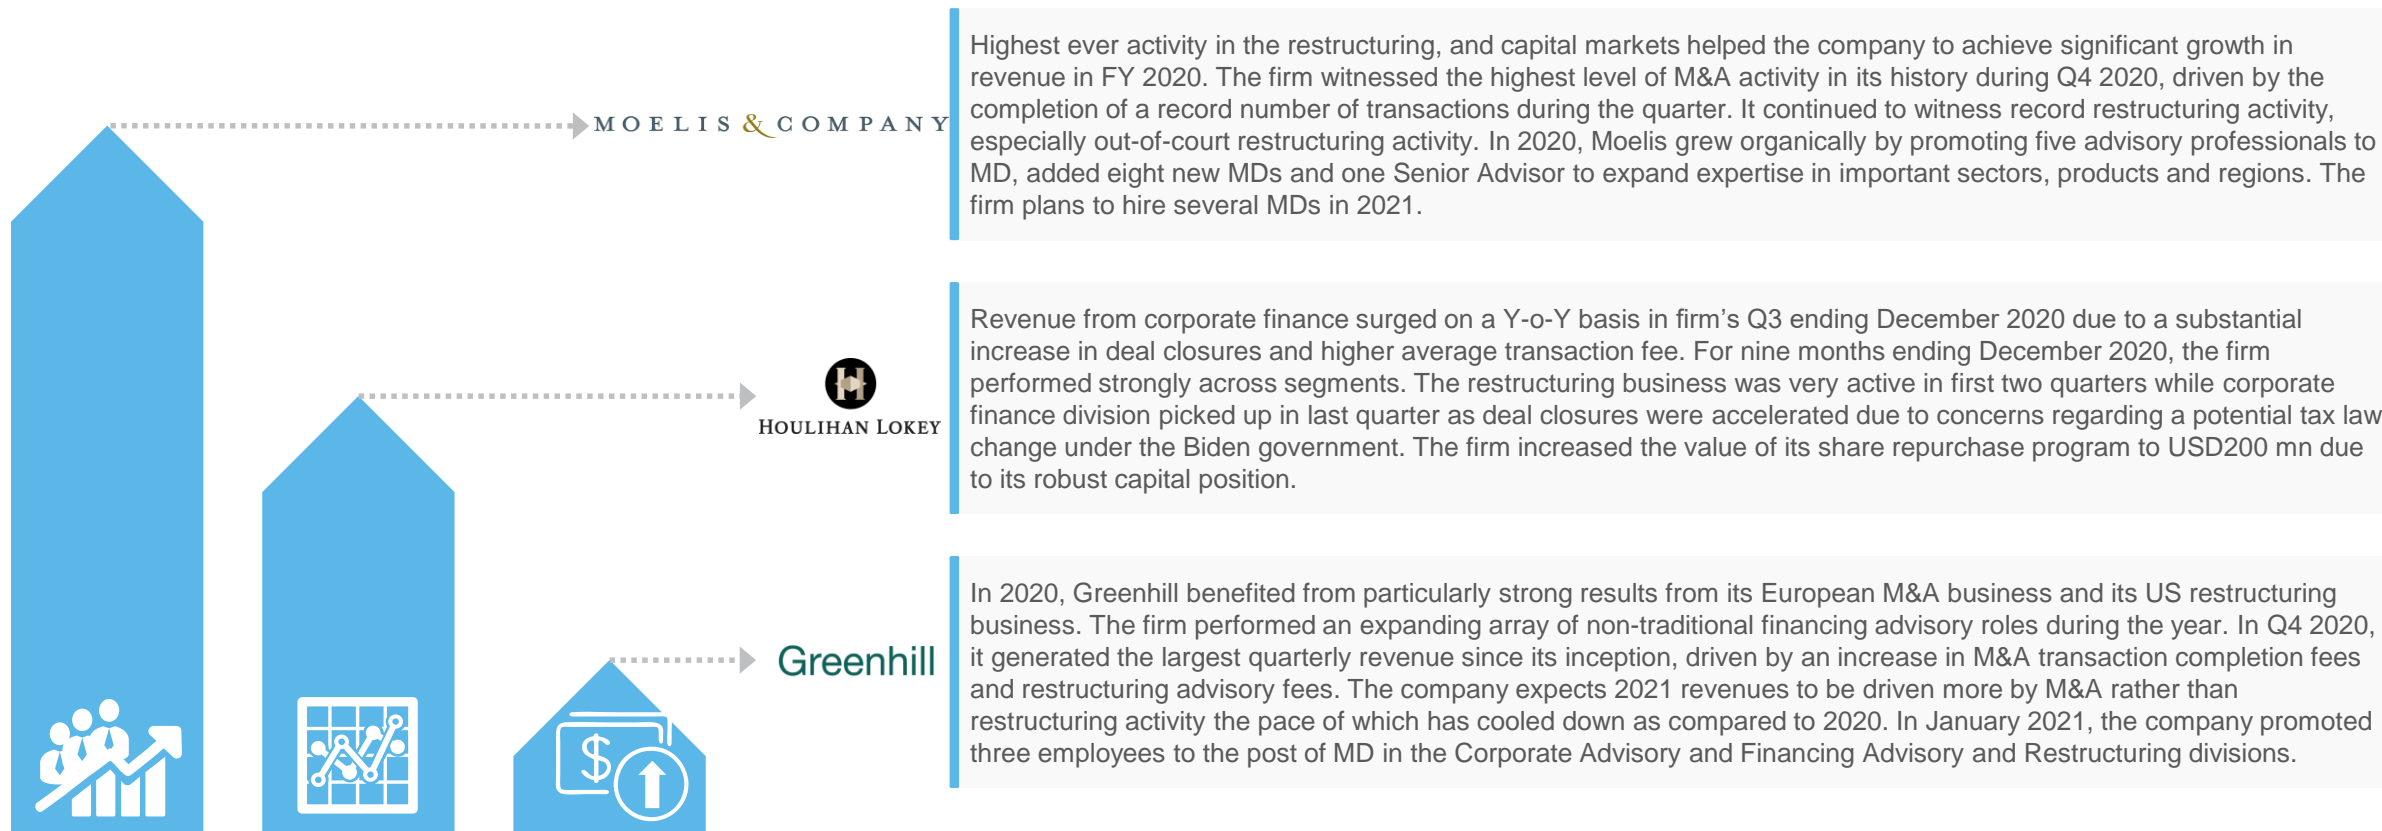 MOELIS & COMPANY
Highest ever activity in the restructuring, and capital markets helped the company to achieve significant growth in
revenue in FY 2020. The firm witnessed the highest level of M&A activity in its history during Q4 2020, driven by the
completion of a record number of transactions during the quarter. It continued to witness record restructuring activity,
especially out-of-court restructuring activity. In 2020, Moelis grew organically by promoting five advisory professionals to
MD, added eight new MDs and one Senior Advisor to expand expertise in important sectors, products and regions. The
firm plans to hire several MDs in 2021.
H
HOULIHAN LOKEY
Revenue from corporate finance surged on a Y-o-Y basis in firm's Q3 ending December 2020 due to a substantial
increase in deal closures and higher average transaction fee. For nine months ending December 2020, the firm
performed strongly across segments. The restructuring business was very active in first two quarters while corporate
finance division picked up in last quarter as deal closures were accelerated due to concerns regarding a potential tax law
change under the Biden government. The firm increased the value of its share repurchase program to USD200 mn due
to its robust capital position.
Greenhill
In 2020, Greenhill benefited from particularly strong results from its European M&A business and its US restructuring
business. The firm performed an expanding array of non-traditional financing advisory roles during the year. In Q4 2020,
it generated the largest quarterly revenue since its inception, driven by an increase in M&A transaction completion fees
and restructuring advisory fees. The company expects 2021 revenues to be driven more by M&A rather than
restructuring activity the pace of which has cooled down as compared to 2020. In January 2021, the company promoted
three employees to the post of MD in the Corporate Advisory and Financing Advisory and Restructuring divisions.
$